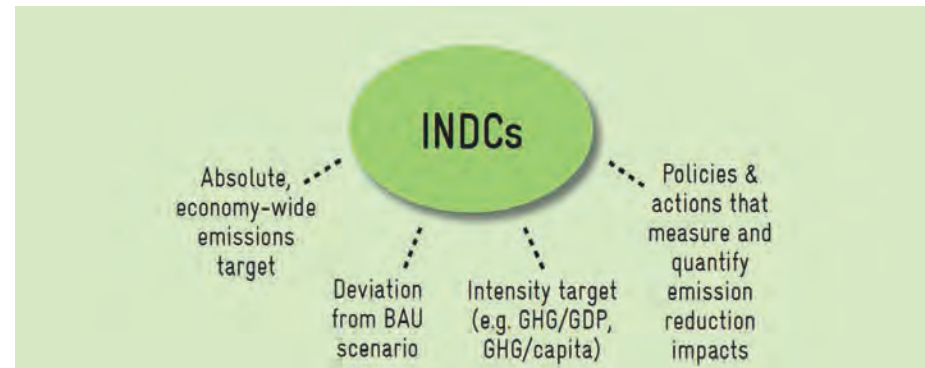 INDCs
Absolute,
economy-wide
emissions
target
Deviation
from BAU
scenario
Intensity target
(e.g. GHG/GDP,
GHG/capita)
Policies &
actions that
measure and
quantify
emission
reduction
impacts